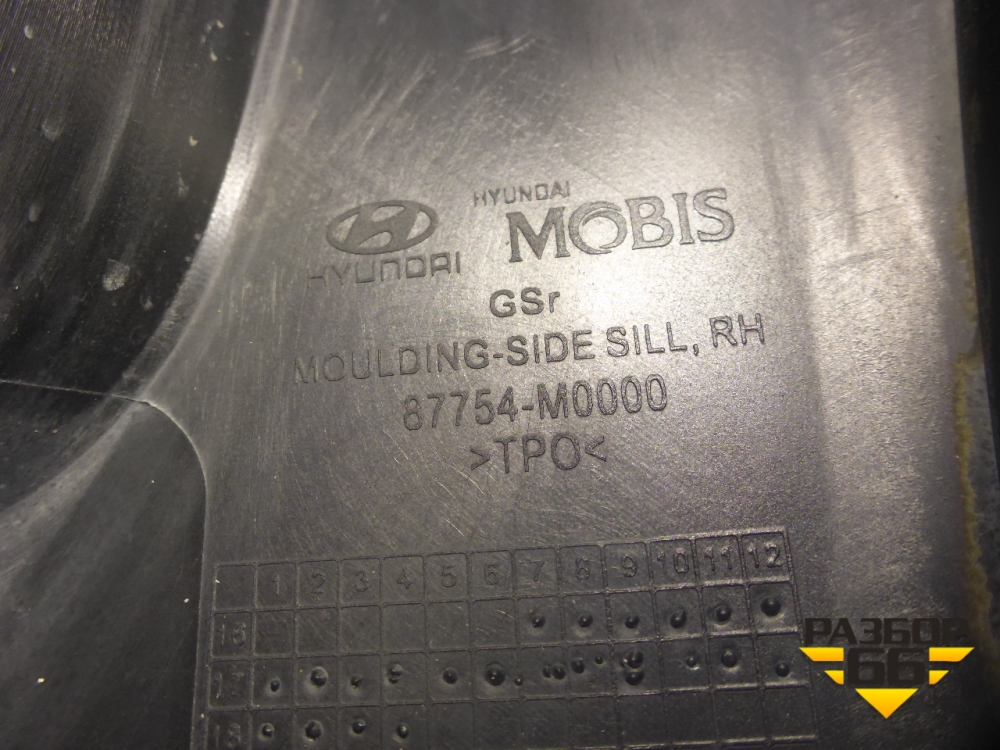 HYUNDAI
MOBIS
HYUNDAI
GSr
MOULDING-SIDE SILL, RH
87754-M0000
>TPO<
1 2 3 4 5 6 7 8 9 10 11 12
16
17
18
РАЗБОР
66